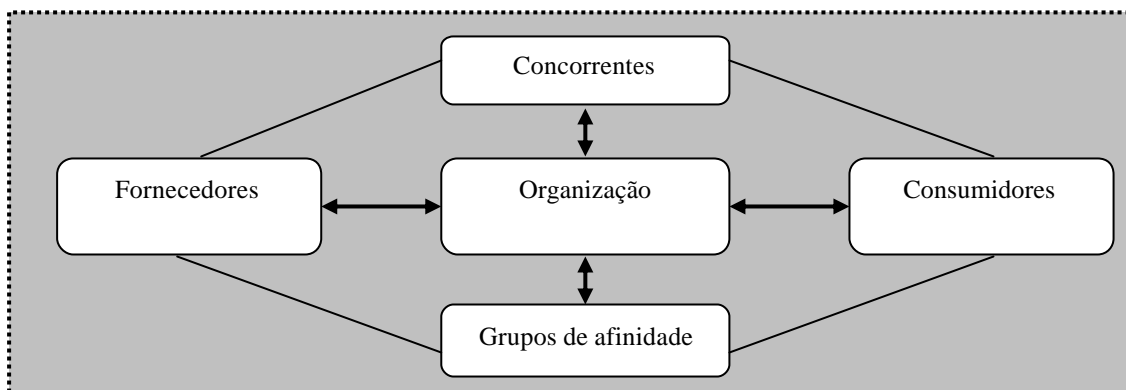 Concorrentes
Fornecedores
Organização
Consumidores
Grupos de afinidade